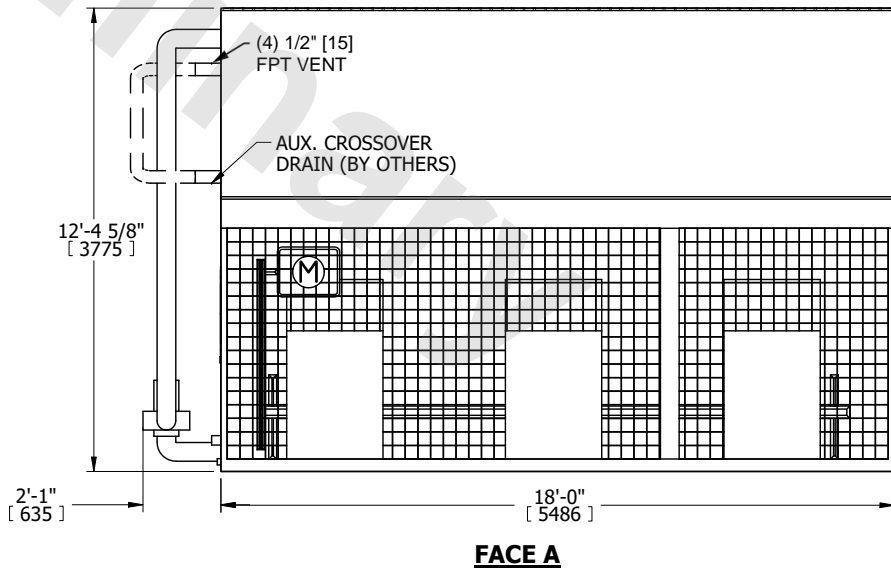 (4) 1/2" [15]
FPT VENT
AUX. CROSSOVER
DRAIN (BY OTHERS)
12'-4 5/8"
[ 3775 ]
M
2'-1"
[ 635 ]
18'-0"
[ 5486 ]
FACE A
inary